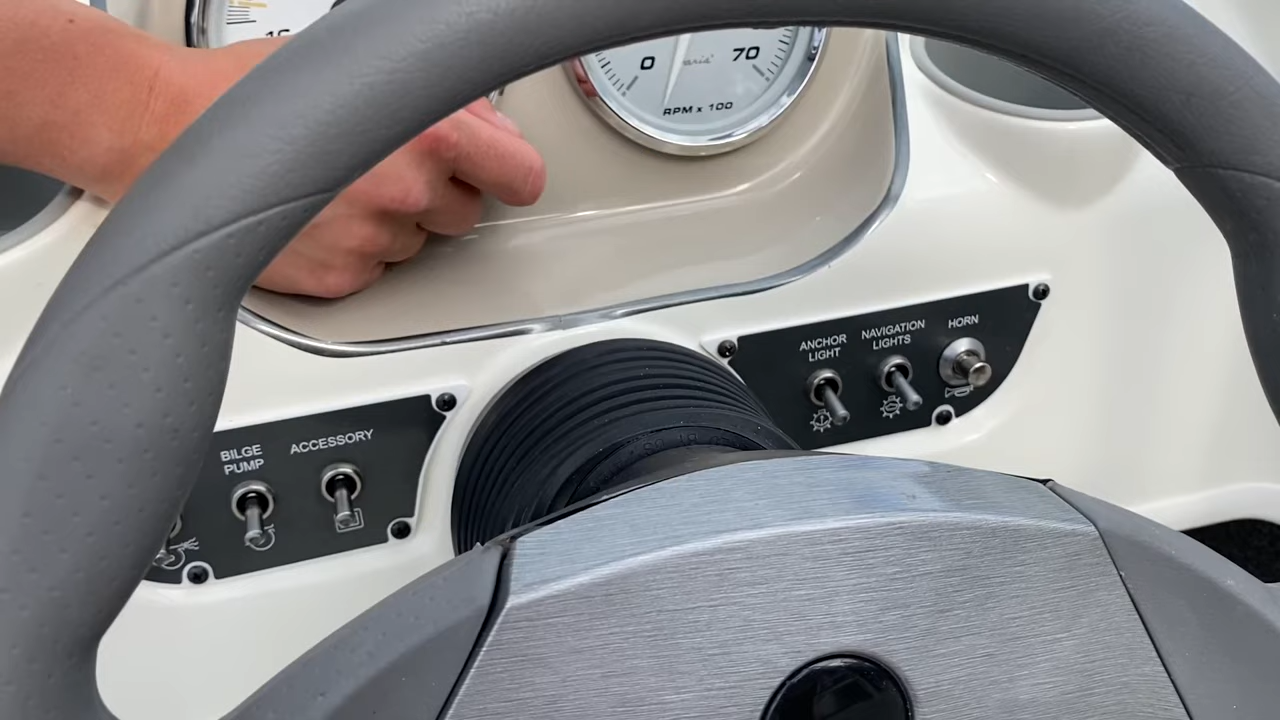 0 70
RPM x 100
ANCHOR
LIGHT
NAVIGATION
LIGHTS
HORN
BILGE
PUMP
ACCESSORY